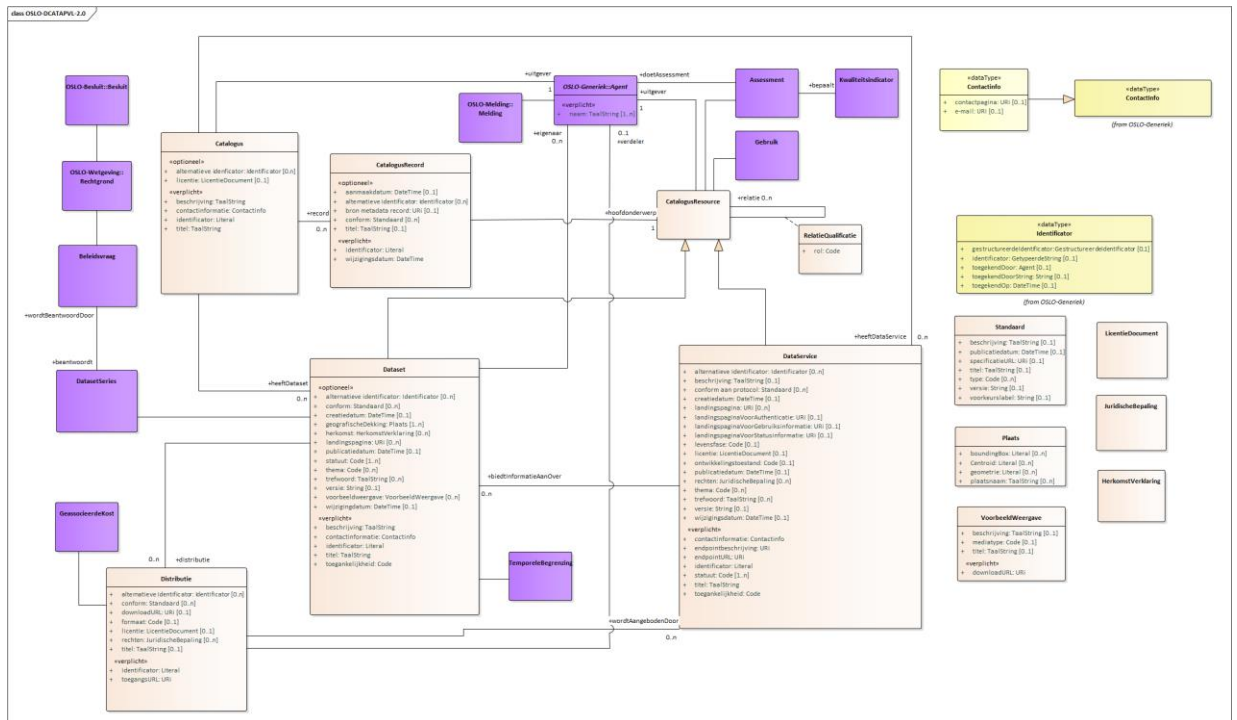 class OSLO-DCATAPVL-2.0
OSLO-Besluit::Besluit
OSLO-Wetgeving::
Rechtgrond
Beleidsvraag
+wordtBeantwoordDoor
+beantwoordt
DatasetSeries
Catalogus
«optioneel»
+ alternatieve idenficator: Identificator [0..n]
+ licentie: LicentieDocument [0..1]
«verplicht»
+ beschrijving: TaalString
+ contactinformatie: ContactInfo
+ identificator: Literal
+ titel: TaalString
+record
0..n
CatalogusRecord
«optioneel»
+ aanmaakdatum: DateTime [0..1]
+ alternatieve identificator: Identificator [0..n]
+ bron metadata record: URI [0..1]
+ conform: Standaard [0..n]
+ titel: TaalString [0..1]
«verplicht»
+ identificator: Literal
+ wijzigingsdatum: DateTime
OSLO-Melding::
Melding
+uitgever
1
OSLO-Generiek::Agent
«verplicht»
+ naam: TaalString [1..n]
+doetAssessment
+uitgever
1
+eigenaar
0..n
0..1
+verdeler
Assessment
+bepaalt
Kwaliteitsindicator
Gebruik
+hoofdonderwerp
1
CatalogusResource
+relatie 0..n
RelatieQualificatie
+ rol: Code
«dataType»
ContactInfo
+ contactpagina: URI [0..1]
+ e-mail: URI [0..1]
«dataType»
ContactInfo
(from OSLO-Generiek)
«dataType»
Identificator
+ gestructureerdeIdentificator: GestructureerdeIdentificator [0..1]
+ identificator: GetypeerdeString [0..1]
+ toegekendDoor: Agent [0..1]
+ toegekendDoorString: String [0..1]
+ toegekendOp: DateTime [0..1]
(from OSLO-Generiek)
+heeftDataset
0..n
Dataset
«optioneel»
+ alternatieve identificator: Identificator [0..n]
+ conform: Standaard [0..n]
+ creatiedatum: DateTime [0..1]
+ geografischeDekking: Plaats [1..n]
+ herkomst: HerkomstVerklaring [0..n]
+ landingspagina: URI [0..n]
+ publicatiedatum: DateTime [0..1]
+ statuut: Code [1..n]
+ thema: Code [0..n]
+ trefwoord: TaalString [0..n]
+ versie: String [0..1]
+ voorbeeldweergave: VoorbeeldWeergave [0..n]
+ wijzigingsdatum: DateTime [0..1]
«verplicht»
+ beschrijving: TaalString
+ contactinformatie: ContactInfo
+ identificator: Literal
+ titel: TaalString
+ toegankelijkheid: Code
+biedtInformatieAanOver
0..n
TemporeleBegrenzing
+heeftDataService
0..n
DataService
+ alternatieve identificator: Identificator [0..n]
+ beschrijving: TaalString [0..1]
+ conform aan protocol: Standaard [0..n]
+ creatiedatum: DateTime [0..1]
+ landingspagina: URI [0..n]
+ landingspaginaVoorAuthenticatie: URI [0..n]
+ landingspaginaVoorGebruiksinformatie: URI [0..n]
+ landingspaginaVoorStatusinformatie: URI [0..n]
+ levensfase: Code [0..1]
+ licentie: LicentieDocument [0..1]
+ ontwikkelingstoestand: Code [0..1]
+ publicatiedatum: DateTime [0..1]
+ rechten: JuridischeBepaling [0..n]
+ thema: Code [0..n]
+ trefwoord: TaalString [0..n]
+ versie: String [0..1]
+ wijzigingsdatum: DateTime [0..1]
«verplicht»
+ contactinformatie: ContactInfo
+ endpointbeschrijving: URI
+ endpointURL: URI
+ identificator: Literal
+ statuut: Code [1..n]
+ titel: TaalString
+ toegankelijkheid: Code
+wordtAangebodenDoor
0..n
GeassocieerdeKost
0..n
+distributie
Distributie
+ alternatieve identificator: Identificator [0..n]
+ conform: Standaard [0..n]
+ downloadURL: URI [0..1]
+ formaat: Code [0..1]
+ licentie: LicentieDocument [0..1]
+ rechten: JuridischeBepaling [0..n]
+ titel: TaalString [0..1]
«verplicht»
+ identificator: Literal
+ toegangsURL: URI
Standaard
+ beschrijving: TaalString [0..1]
+ publicatiedatum: DateTime [0..1]
+ specificatieURL: URI [0..1]
+ titel: TaalString [0..1]
+ type: Code [0..n]
+ versie: String [0..1]
+ voorkeurslabel: String [0..1]
LicentieDocument
JuridischeBepaling
Plaats
+ boundingBox: Literal [0..n]
+ Centroid: Literal [0..n]
+ geometrie: Literal [0..n]
+ plaatsnaam: TaalString [0..n]
HerkomstVerklaring
VoorbeeldWeergave
+ beschrijving: TaalString [0..1]
+ mediatype: Code [0..1]
+ titel: TaalString [0..1]
«verplicht»
+ downloadURL: URI